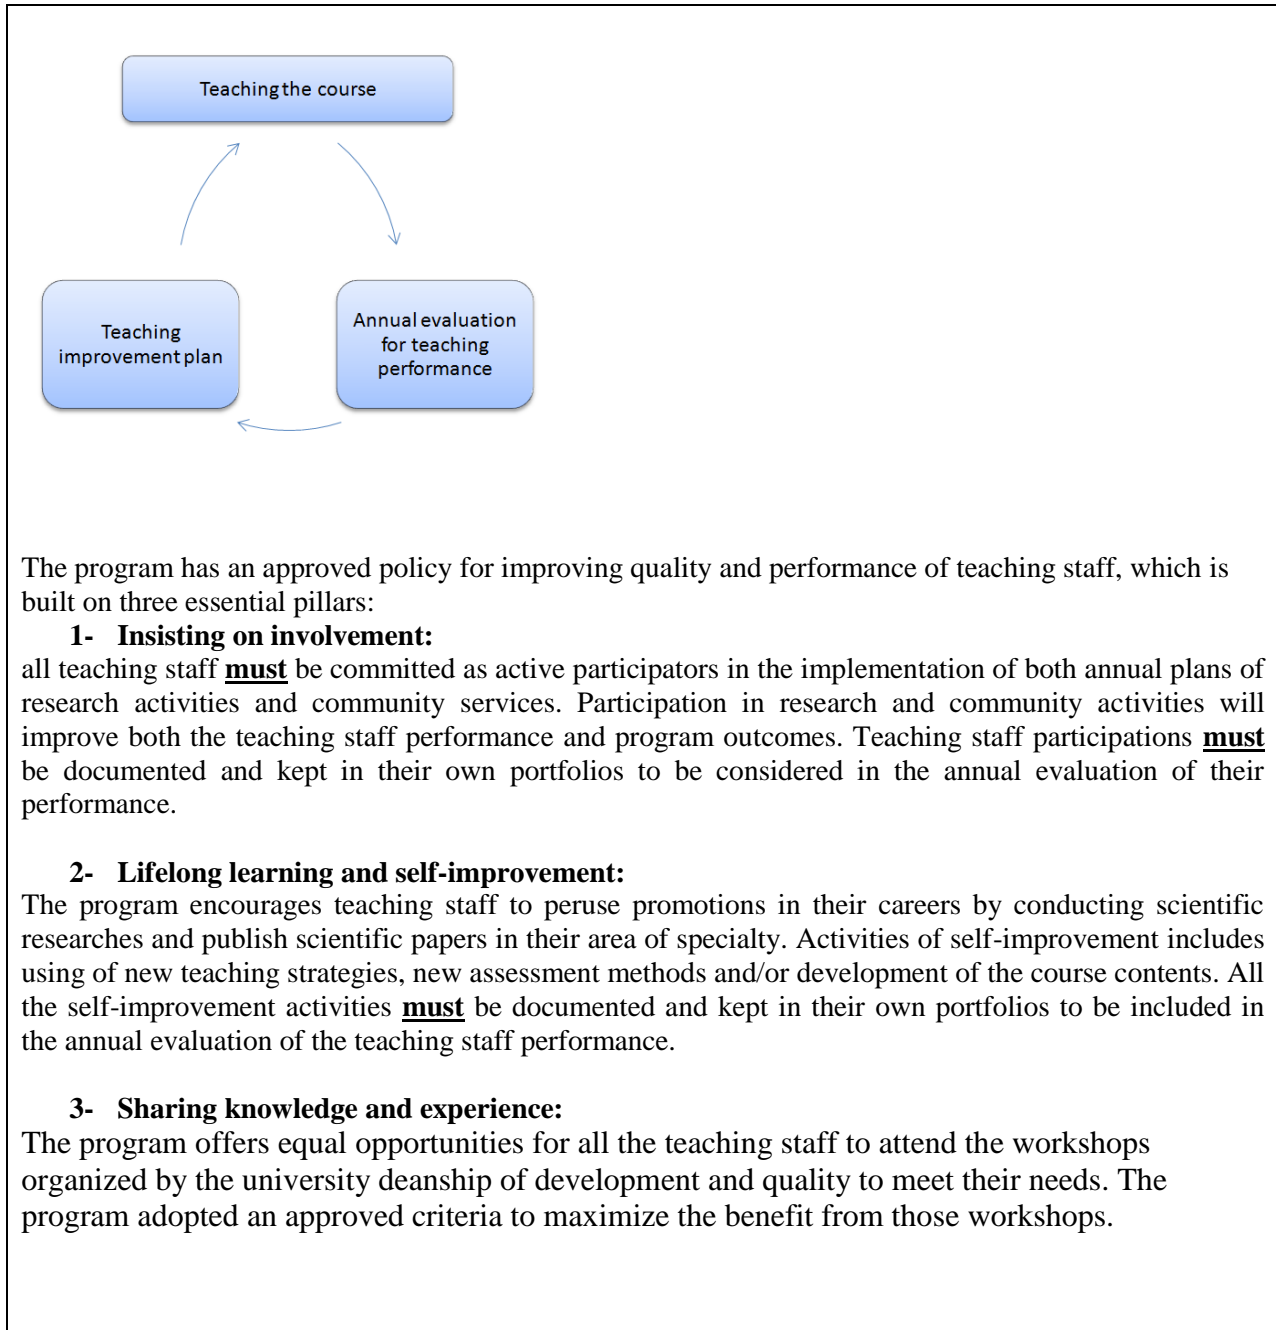 Teaching the course
Teaching
improvement plan
Annual evaluation
for teaching
performance
The program has an approved policy for improving quality and performance of teaching staff, which is
built on three essential pillars:
1- Insisting on involvement:
all teaching staff must be committed as active participators in the implementation of both annual plans of
research activities and community services. Participation in research and community activities will
improve both the teaching staff performance and program outcomes. Teaching staff participations must
be documented and kept in their own portfolios to be considered in the annual evaluation of their
performance.
2- Lifelong learning and self-improvement:
The program encourages teaching staff to peruse promotions in their careers by conducting scientific
researches and publish scientific papers in their area of specialty. Activities of self-improvement includes
using of new teaching strategies, new assessment methods and/or development of the course contents. All
the self-improvement activities must be documented and kept in their own portfolios to be included in
the annual evaluation of the teaching staff performance.
3- Sharing knowledge and experience:
The program offers equal opportunities for all the teaching staff to attend the workshops
organized by the university deanship of development and quality to meet their needs. The
program adopted an approved criteria to maximize the benefit from those workshops.